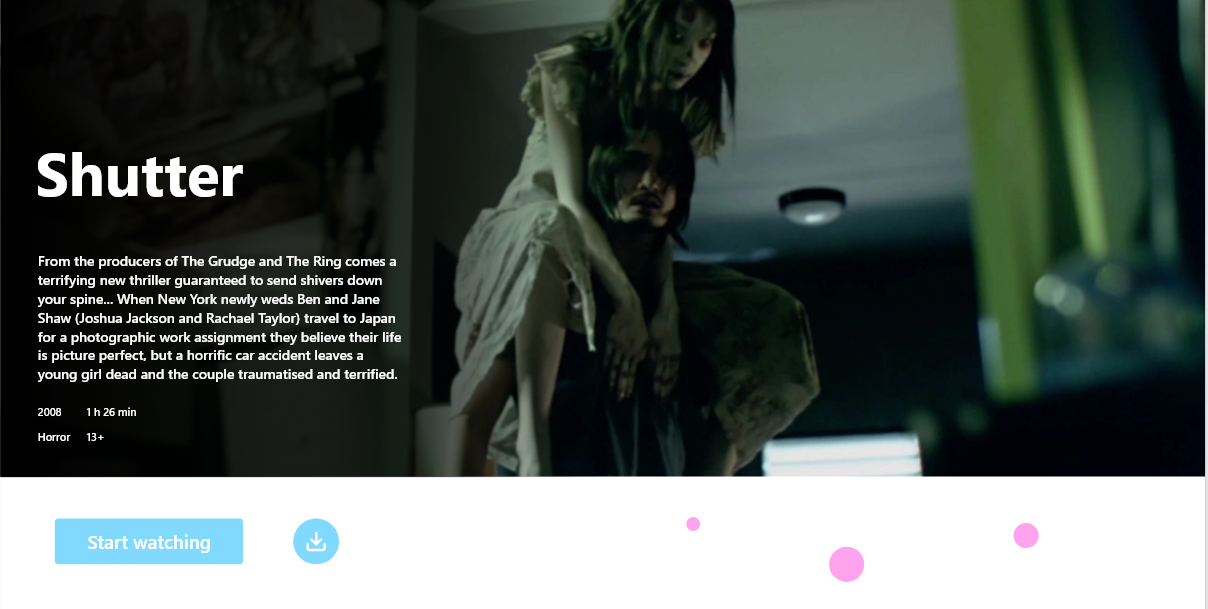 Shutter
From the producers of The Grudge and The Ring comes a
terrifying new thriller guaranteed to send shivers down
your spine... When New York newly weds Ben and Jane
Shaw (Joshua Jackson and Rachael Taylor) travel to Japan
for a photographic work assignment they believe their life
is picture perfect, but a horrific car accident leaves a
young girl dead and the couple traumatised and terrified.
2008 1 h 26 min
Horror 13+
Start watching